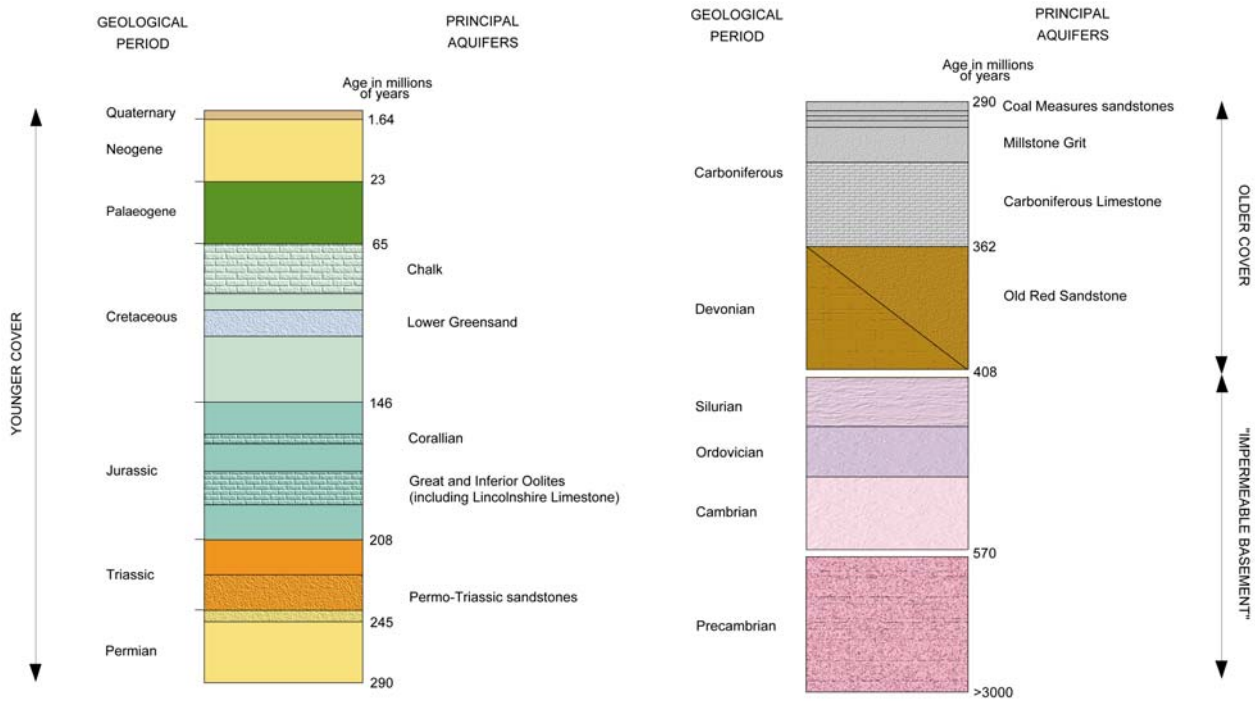 GEOLOGICAL
PERIOD
PRINCIPAL
AQUIFERS
Age in millions
of years
YOUNGER COVER
Quaternary
1.64
Neogene
23
Palaeogene
65
Chalk
Cretaceous
Lower Greensand
146
Corallian
Jurassic
Great and Inferior Oolites
(including Lincolnshire Limestone)
208
Triassic
Permo-Triassic sandstones
245
Permian
290
GEOLOGICAL
PERIOD
PRINCIPAL
AQUIFERS
Age in millions
of years
290
Coal Measures sandstones
Millstone Grit
Carboniferous
Carboniferous Limestone
362
Old Red Sandstone
Devonian
408
OLDER COVER
Silurian
Ordovician
Cambrian
570
Precambrian
>3000
"IMPERMEABLE BASEMENT"